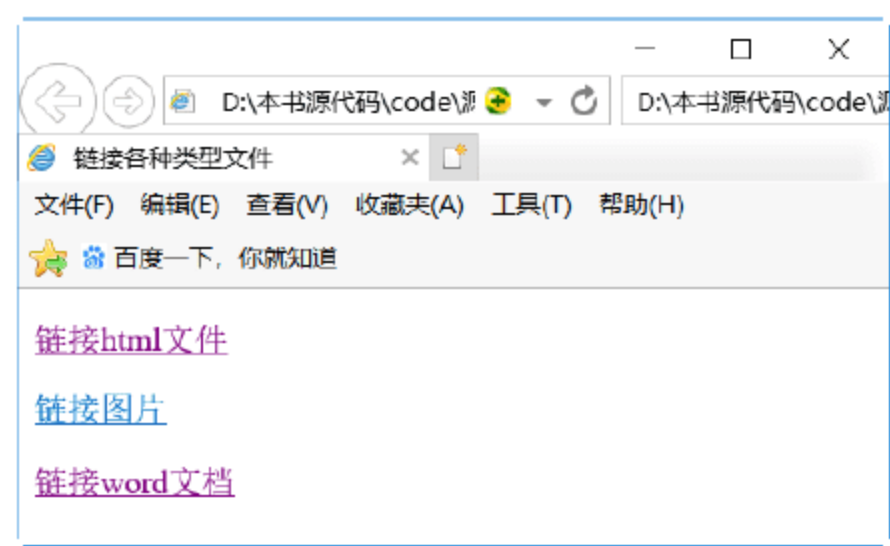 D:\本书源代码\code\源 D:\本书源代码\code\源
链接各种类型文件
文件(F) 编辑(E) 查看(V) 收藏夹(A) 工具(T) 帮助(H)
百度一下，你就知道
链接html文件
链接图片
链接word文档